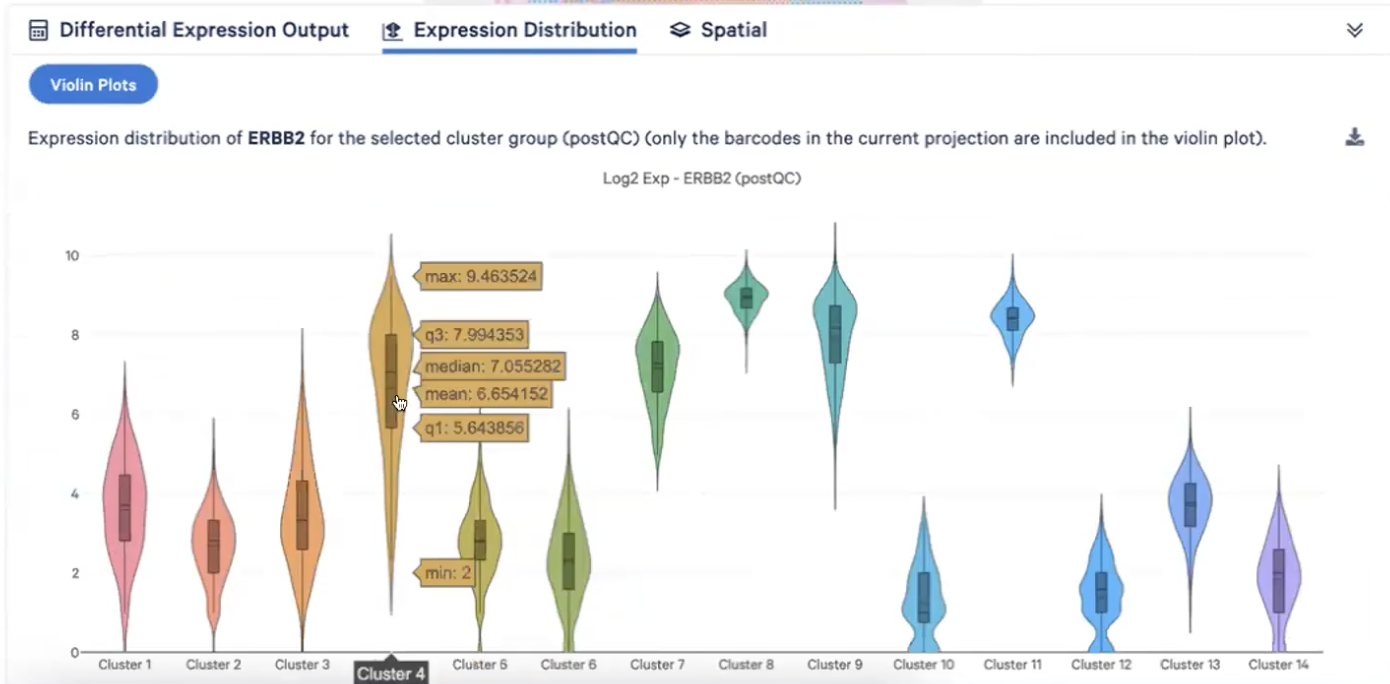 Differential Expression Output Expression Distribution Spatial
Violin Plots
Expression distribution of ERBB2 for the selected cluster group (postQC) (only the barcodes in the current projection are included in the violin plot).
Log2 Exp - ERBB2 (postQC)
10
max: 9.463524
8
q3: 7.994353
median: 7.055282
mean: 6.654152
6
q1: 5.643856
4
2
min: 2
0
Cluster 1 Cluster 2 Cluster 3 Cluster 4 Cluster 5 Cluster 6 Cluster 7 Cluster 8 Cluster 9 Cluster 10 Cluster 11 Cluster 12 Cluster 13 Cluster 14